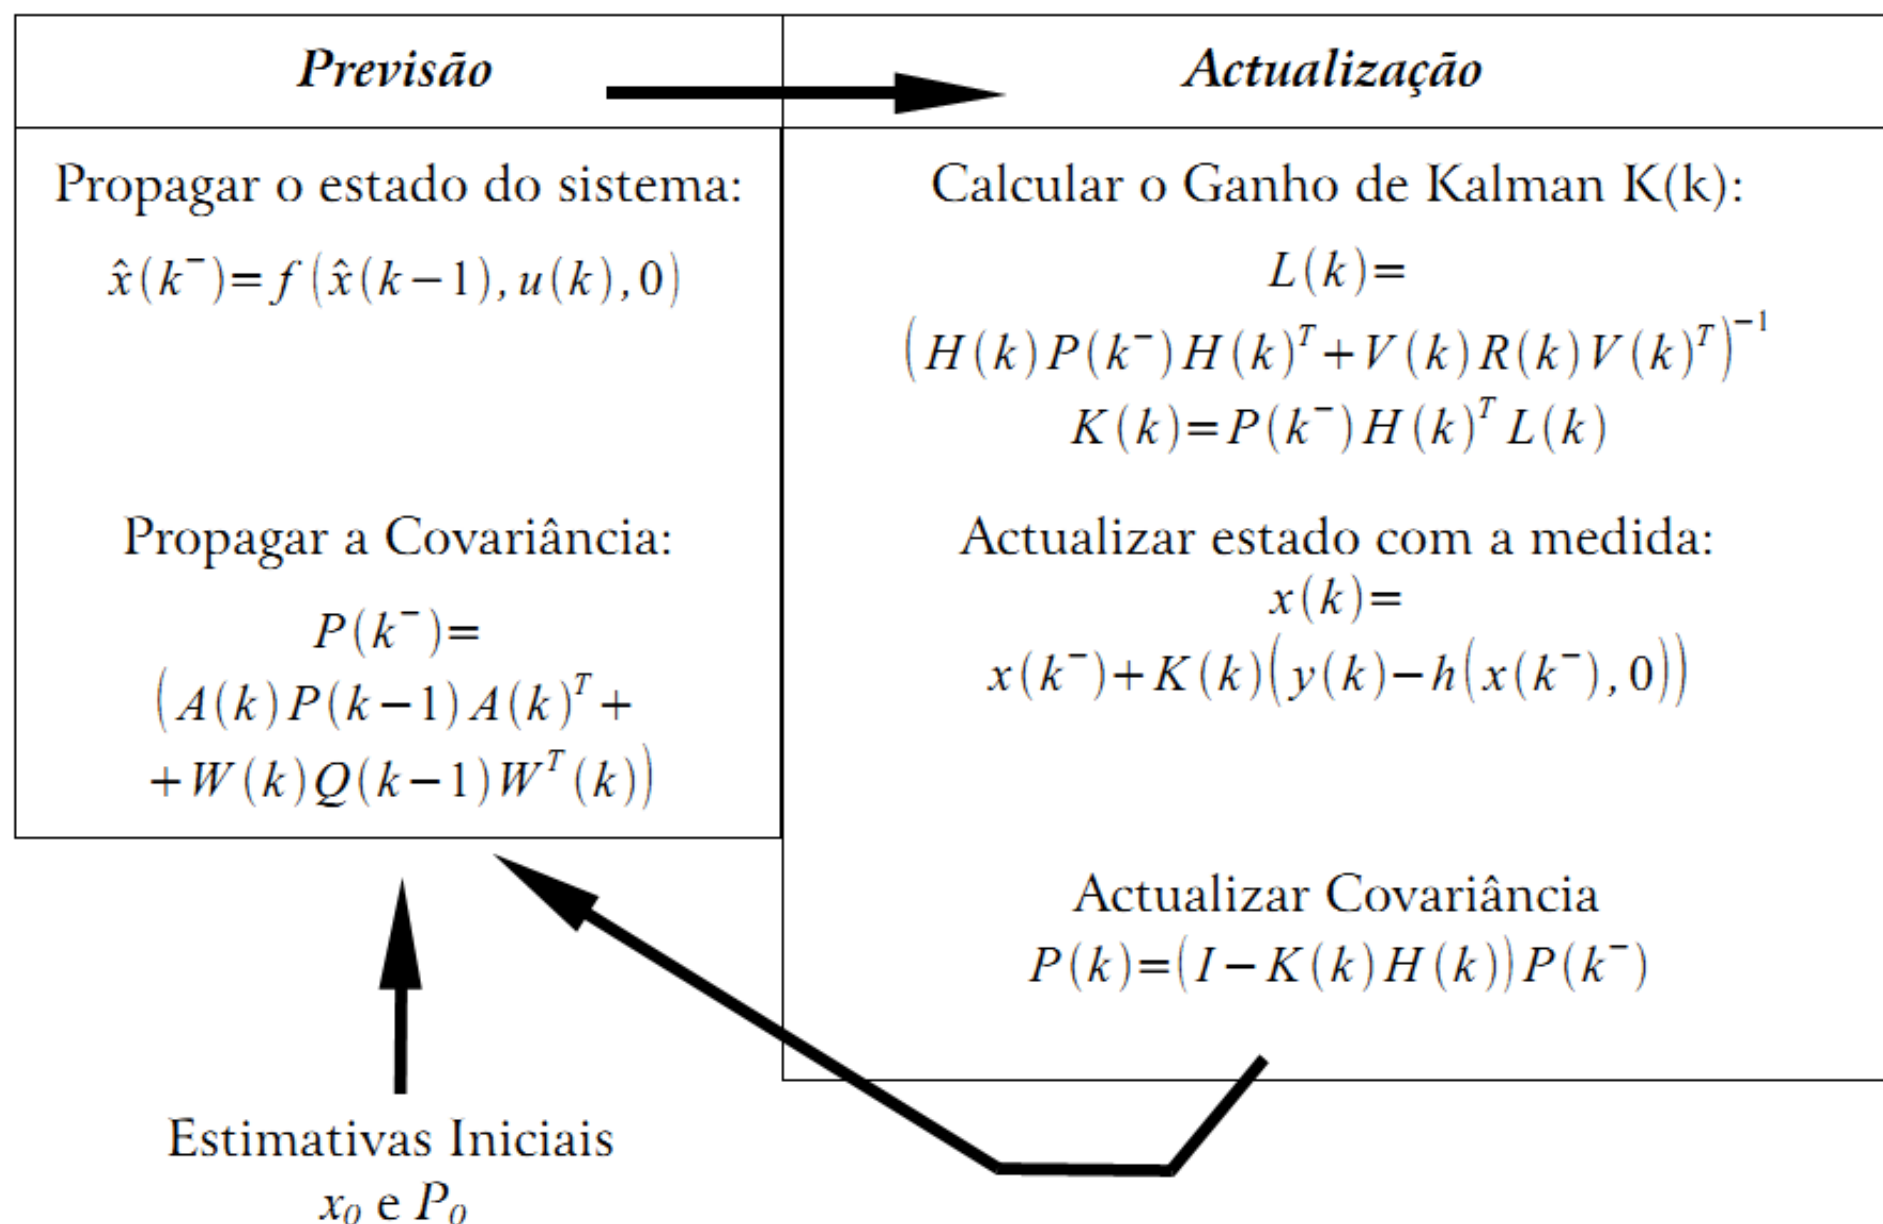 Previsão
Actualização
Propagar o estado do sistema:
x̂(k⁻)=f(x̂(k−1),u(k),0)
Propagar a Covariância:
P(k⁻)=
(A(k)P(k−1)A(k)ᵀ+
+W(k)Q(k−1)Wᵀ(k))
Calcular o Ganho de Kalman K(k):
L(k)=
(H(k)P(k⁻)H(k)ᵀ+V(k)R(k)V(k)ᵀ)⁻¹
K(k)=P(k⁻)H(k)ᵀL(k)
Actualizar estado com a medida:
x(k)=
x(k⁻)+K(k)(y(k)−h(x(k⁻),0))
Actualizar Covariância
P(k)=(I−K(k)H(k))P(k⁻)
Estimativas Iniciais
x₀ e P₀